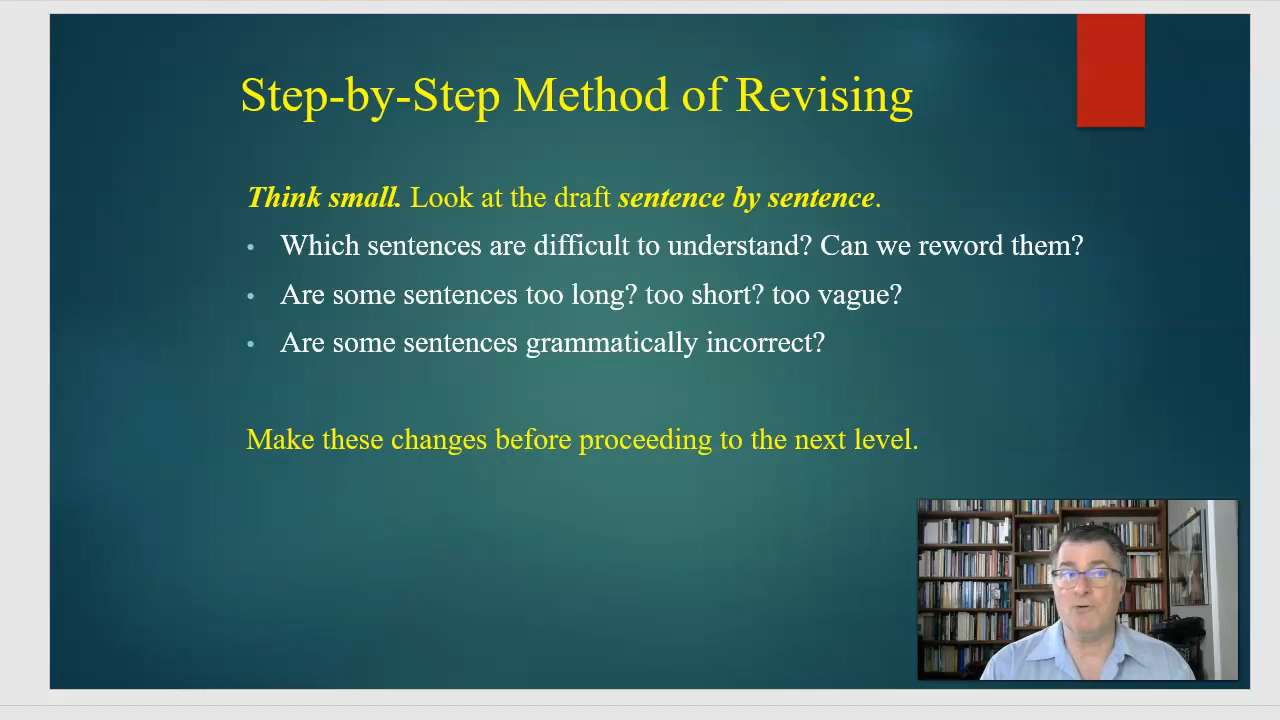 Step-by-Step Method of Revising
Think small. Look at the draft sentence by sentence.
• Which sentences are difficult to understand? Can we reword them?
• Are some sentences too long? too short? too vague?
• Are some sentences grammatically incorrect?
Make these changes before proceeding to the next level.